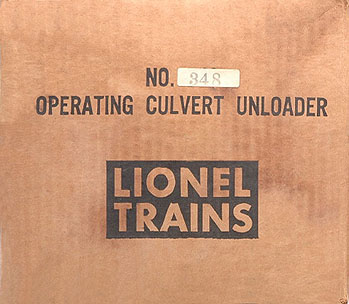 NO. 348
OPERATING CULVERT UNLOADER
LIONEL
TRAINS